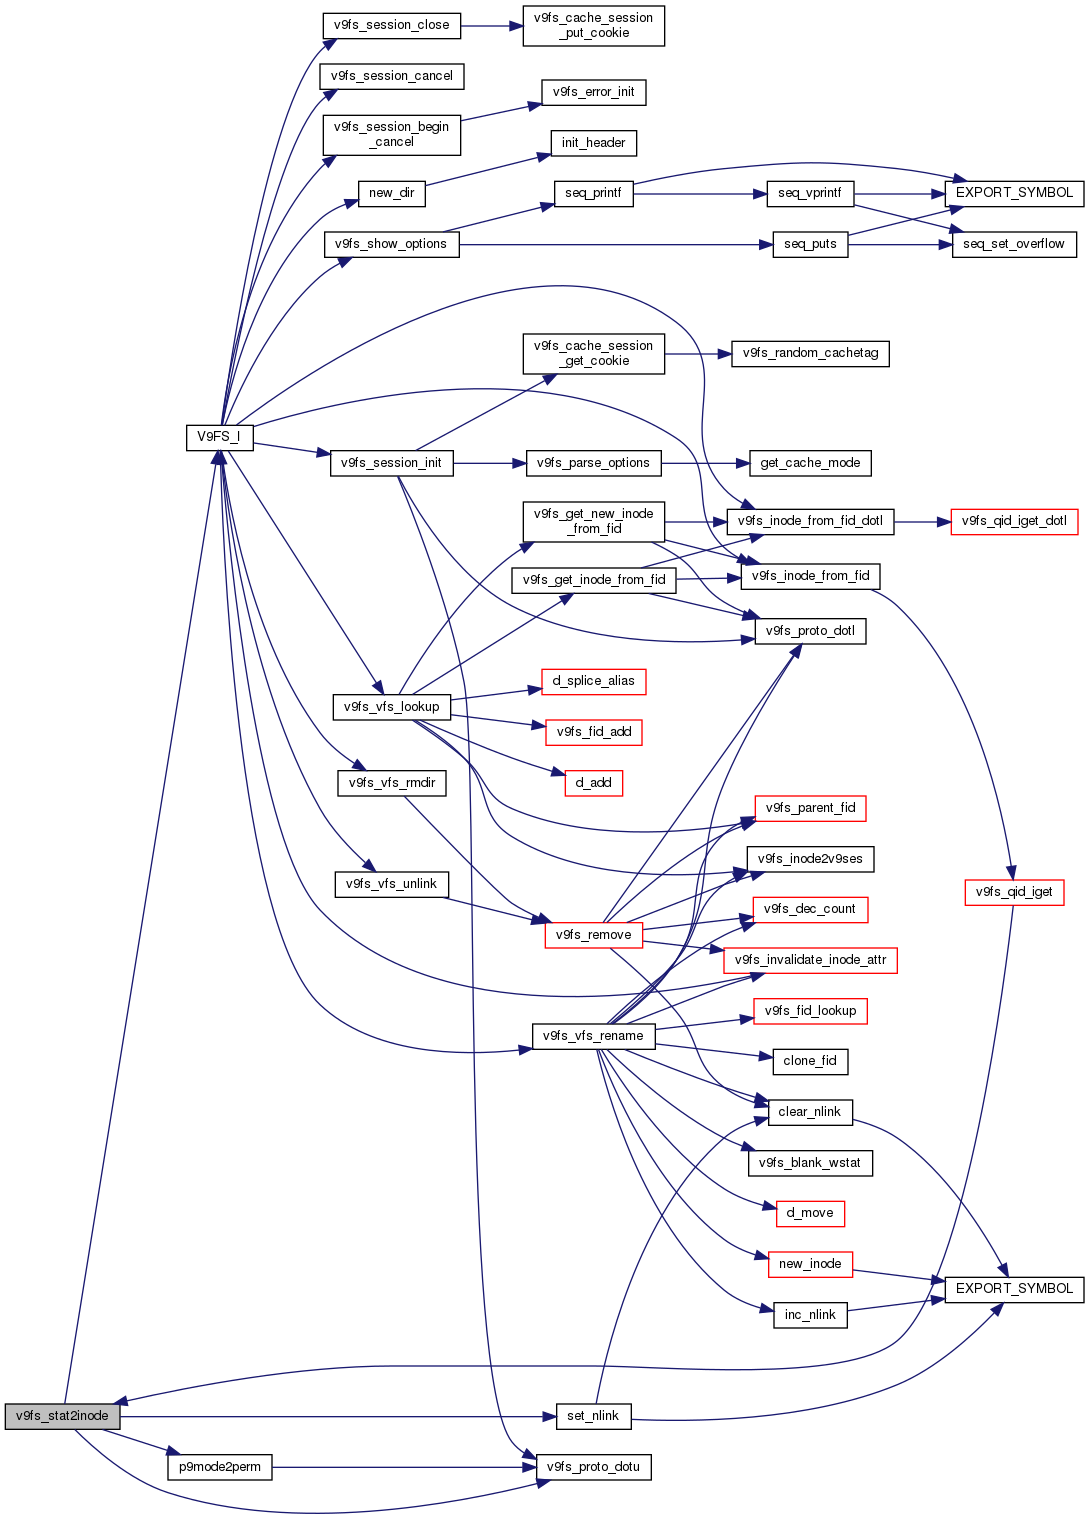 v9fs_session_close
v9fs_cache_session
_put_cookie
v9fs_session_cancel
v9fs_error_init
v9fs_session_begin
_cancel
init_header
new_dir
seq_printf
seq_vprintf
EXPORT_SYMBOL
v9fs_show_options
seq_puts
seq_set_overflow
v9fs_cache_session
_get_cookie
v9fs_random_cachetag
V9FS_I
v9fs_session_init
v9fs_parse_options
get_cache_mode
v9fs_get_new_inode
_from_fid
v9fs_inode_from_fid_dotl
v9fs_qid_iget_dotl
v9fs_get_inode_from_fid
v9fs_inode_from_fid
v9fs_proto_dotl
d_splice_alias
v9fs_vfs_lookup
v9fs_fid_add
v9fs_vfs_rmdir
d_add
v9fs_parent_fid
v9fs_inode2v9ses
v9fs_vfs_unlink
v9fs_qid_iget
v9fs_dec_count
v9fs_remove
v9fs_invalidate_inode_attr
v9fs_fid_lookup
v9fs_vfs_rename
clone_fid
clear_nlink
v9fs_blank_wstat
d_move
new_inode
EXPORT_SYMBOL
inc_nlink
v9fs_stat2inode
set_nlink
p9mode2perm
v9fs_proto_dotu